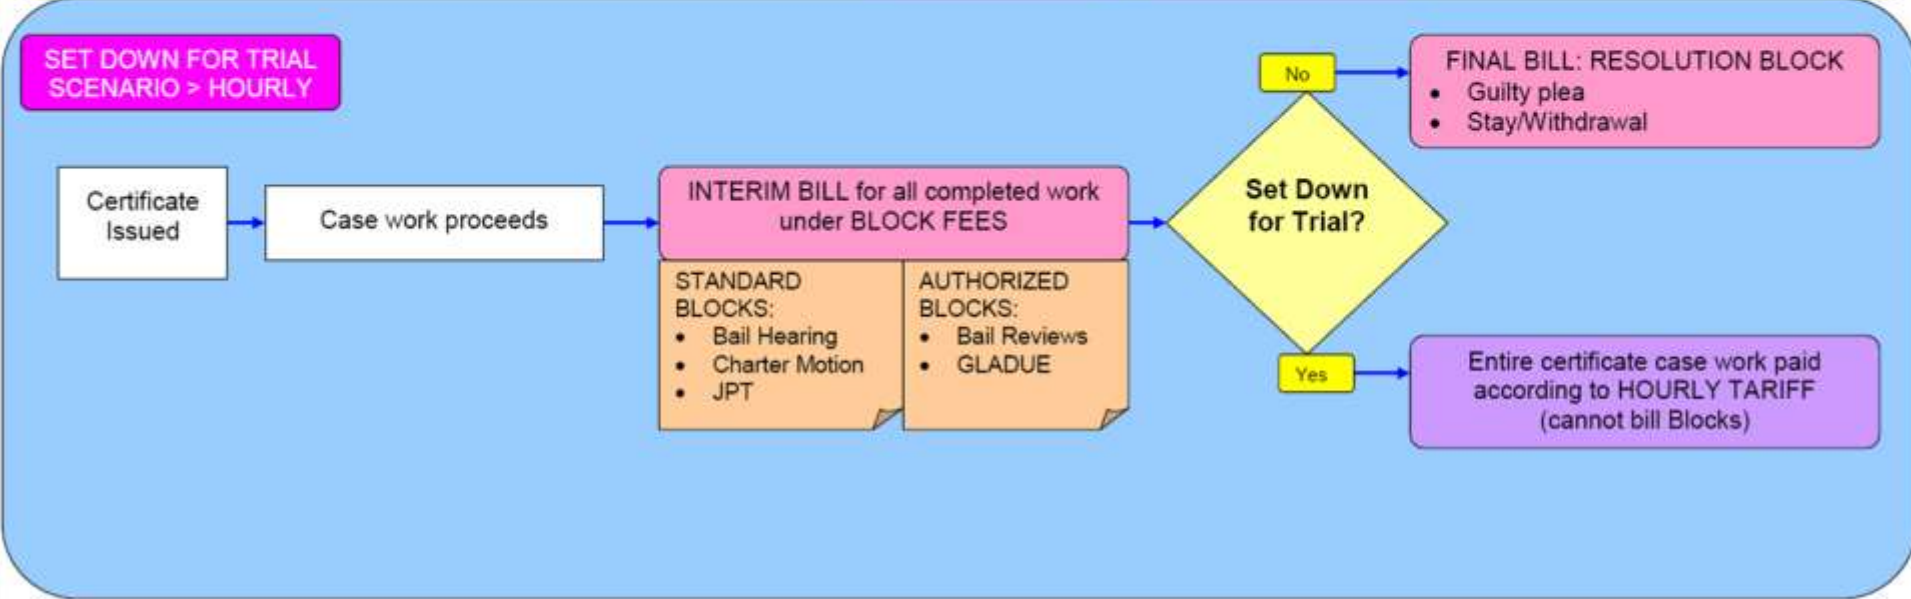 SET DOWN FOR TRIAL
SCENARIO > HOURLY
Certificate
Issued
Case work proceeds
INTERIM BILL for all completed work
under BLOCK FEES
STANDARD
BLOCKS:
• Bail Hearing
• Charter Motion
• JPT
AUTHORIZED
BLOCKS:
• Bail Reviews
• GLADUE
Set Down
for Trial?
No
FINAL BILL: RESOLUTION BLOCK
• Guilty plea
• Stay/Withdrawal
Yes
Entire certificate case work paid
according to HOURLY TARIFF
(cannot bill Blocks)